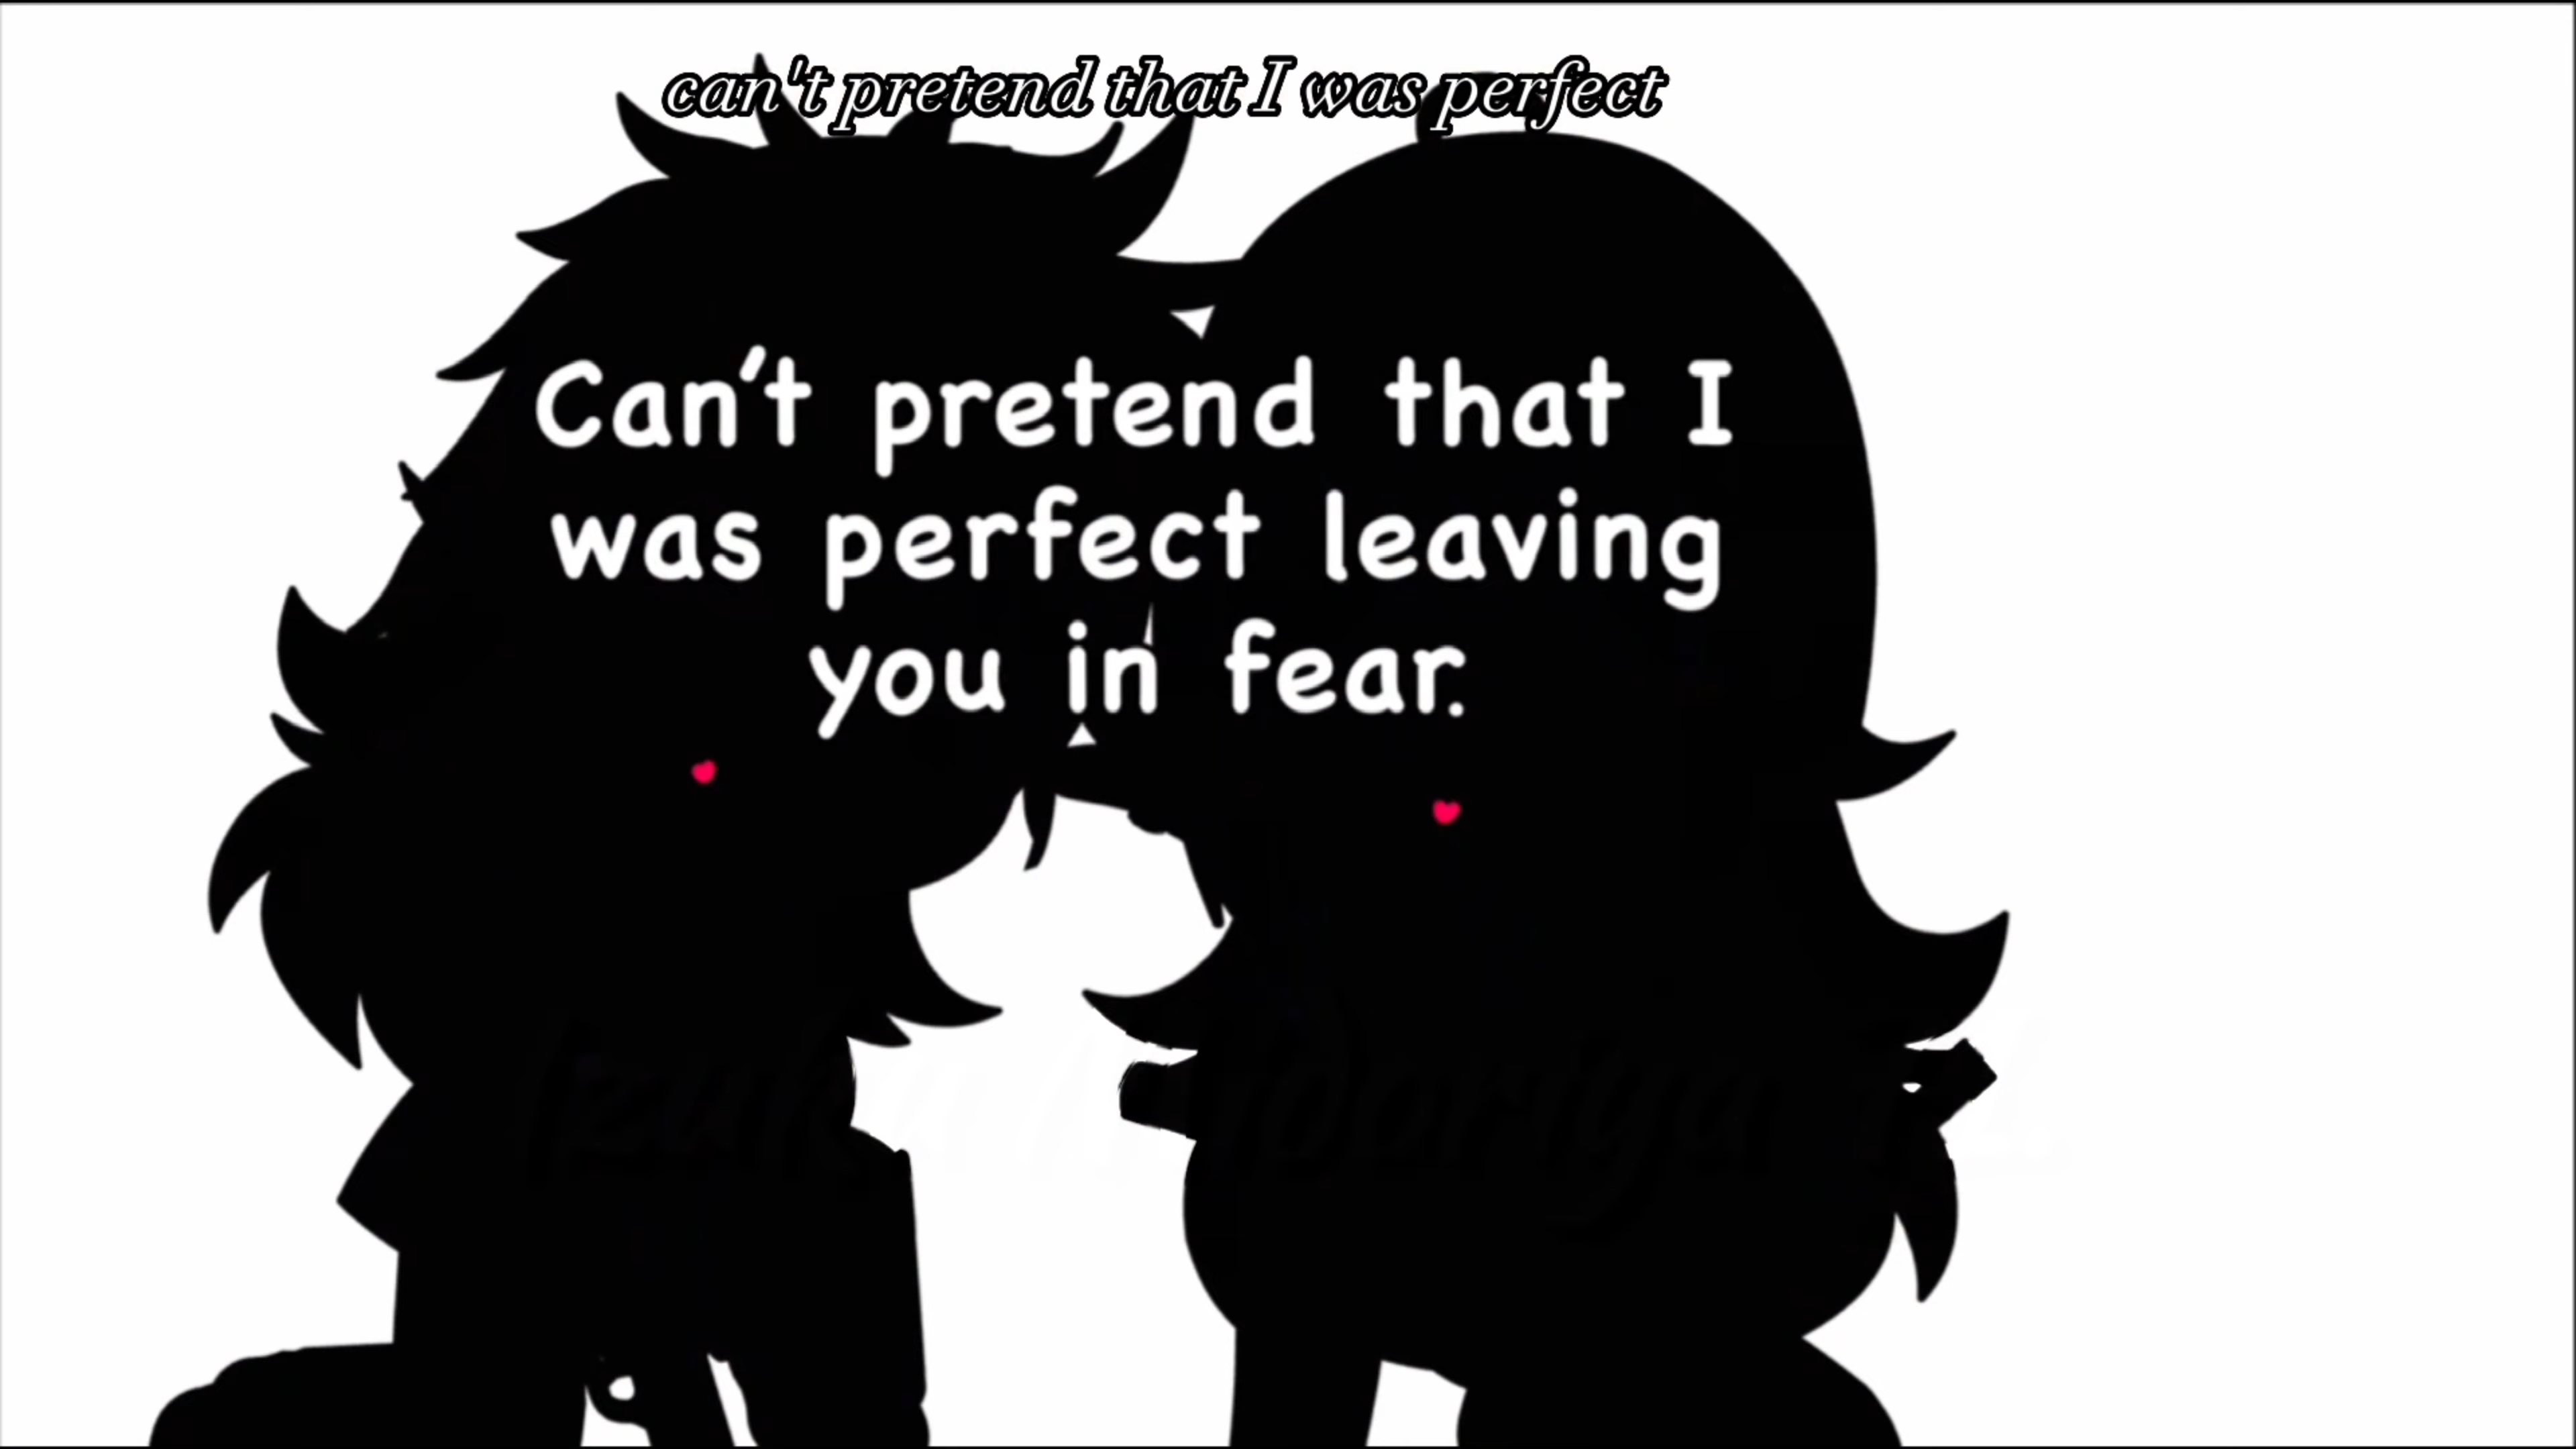 can't pretend that I was perfect
Can't pretend that I
was perfect leaving
you in fear.